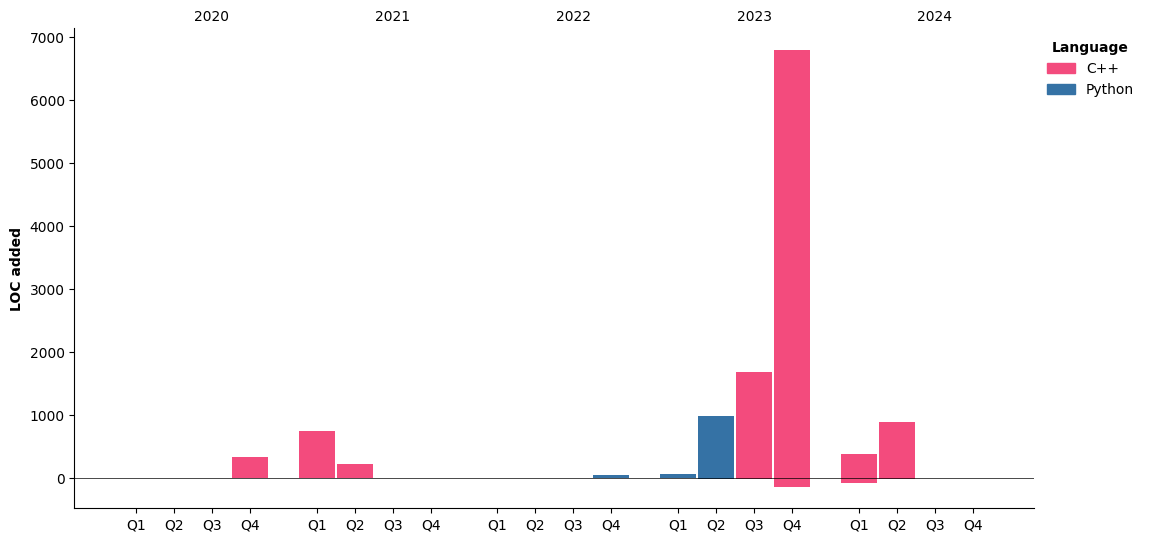 2020 2021 2022 2023 2024
7000
6000
5000
4000
3000
2000
1000
0
LOC added
Q1 Q2 Q3 Q4 Q1 Q2 Q3 Q4 Q1 Q2 Q3 Q4 Q1 Q2 Q3 Q4 Q1 Q2 Q3 Q4
Language
C++
Python